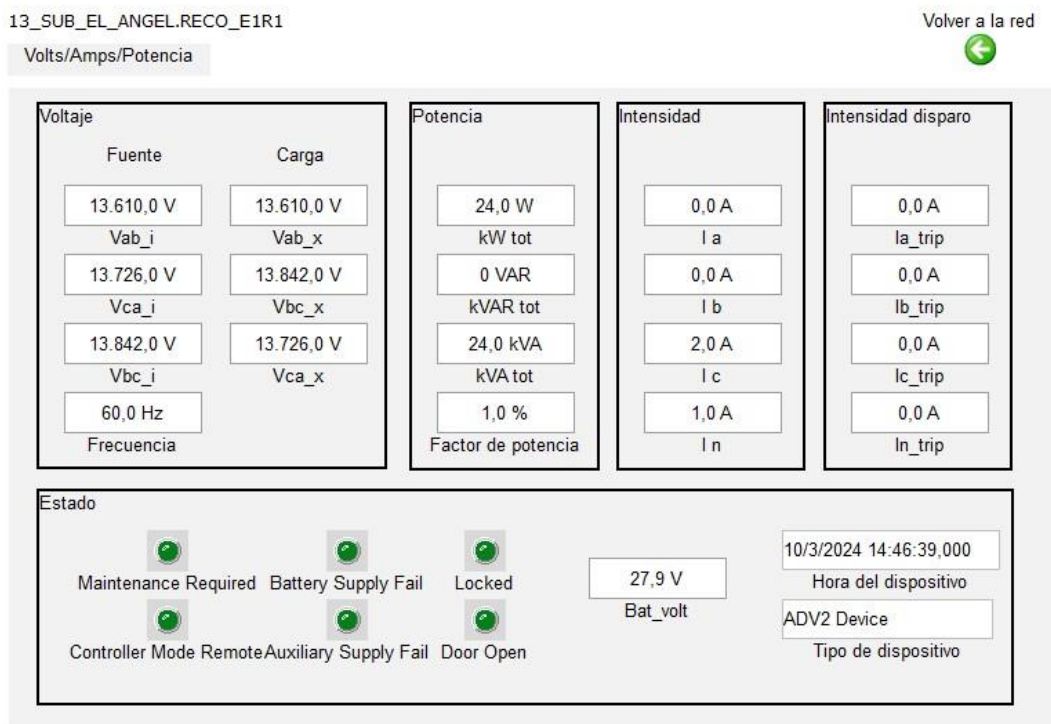 13_SUB_EL_ANGEL.RECO_E1R1
Volver a la red
Volts/Amps/Potencia
Voltaje
Fuente Carga
13.610,0 V 13.610,0 V
Vab_i Vab_x
13.726,0 V 13.842,0 V
Vca_i Vbc_x
13.842,0 V 13.726,0 V
Vbc_i Vca_x
60,0 Hz
Frecuencia
Potencia
24,0 W
kW tot
0 VAR
kVAR tot
24,0 kVA
kVA tot
1,0 %
Factor de potencia
Intensidad
0,0 A
I a
0,0 A
I b
2,0 A
I c
1,0 A
I n
Intensidad disparo
0,0 A
Ia_trip
0,0 A
Ib_trip
0,0 A
Ic_trip
0,0 A
In_trip
Estado
Maintenance Required Battery Supply Fail Locked
Controller Mode Remote Auxiliary Supply Fail Door Open
27,9 V
Bat_volt
10/3/2024 14:46:39,000
Hora del dispositivo
ADV2 Device
Tipo de dispositivo